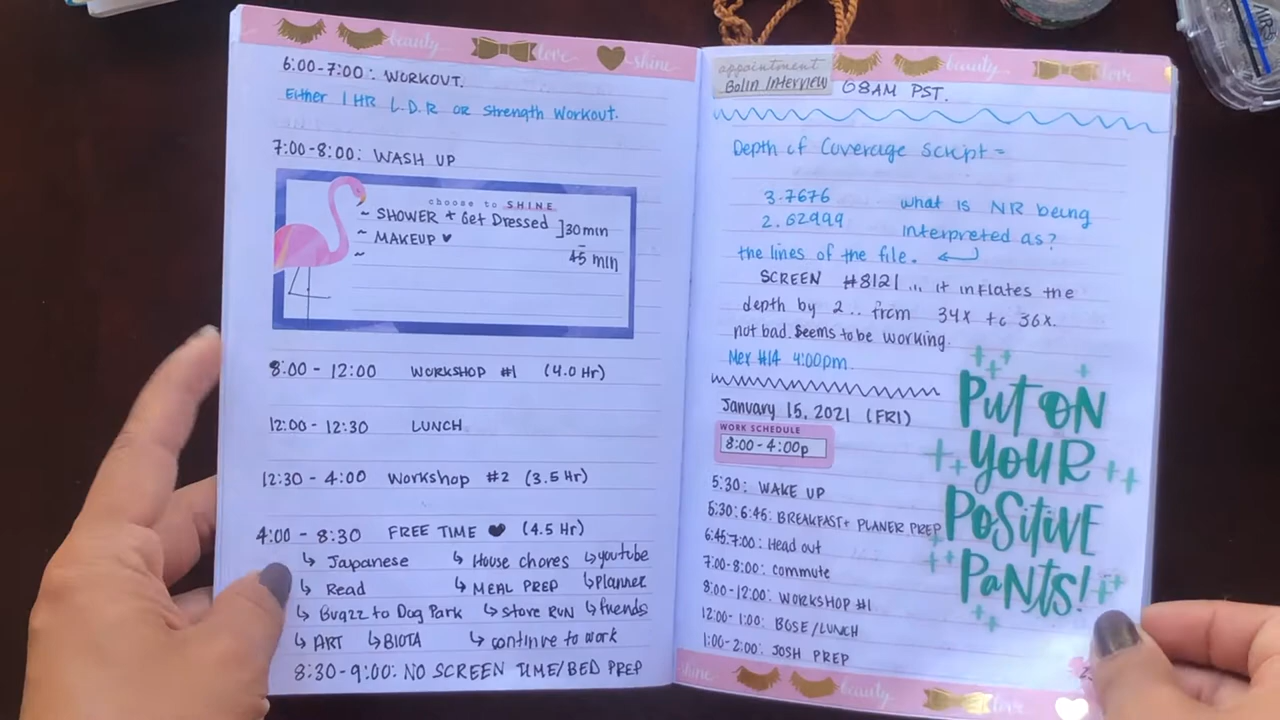 beauty love shine
6:00-7:00: WORKOUT.
Either 1 HR L.D.R or strength Workout.
7:00-8:00: WASH UP
choose to SHINE
~ SHOWER + Get Dressed ]30 min
~ MAKEUP ♥
~ 45 min
8:00 - 12:00 WORKSHOP #1 (4.0 Hr)
12:00 - 12:30 LUNCH
12:30 - 4:00 Workshop #2 (3.5 Hr)
4:00 - 8:30 FREE TIME ♥ (4.5 Hr)
↳ Japanese ↳ House chores ↳ youtube
↳ Read ↳ MEAL PREP ↳ planner
↳ Bugzz to Dog Park ↳ store RUN ↳ friends
↳ ART ↳ BIOTA ↳ continue to work
8:30-9:00: NO SCREEN TIME/BED PREP
beauty love
appointment
Bolin Interview 08AM PST.
Depth of Coverage script =
3.7676 what is NR being
2.62999 interpreted as?
the lines of the file.
SCREEN #8121 ... it inflates the
depth by 2 .. from 34X to 36X.
not bad. Seems to be working.
Mex #14 4:00pm.
January 15, 2021 (FRI)
WORK SCHEDULE
8:00 - 4:00p
5:30: WAKE UP
5:30:6:45: BREAKFAST+ PLANER PREP
6:45:7:00: Head out
7:00-8:00: commute
8:00-12:00: WORKSHOP #1
12:00- 1:00: BOSE/LUNCH
1:00-2:00: JOSH PREP
PUT ON
YOUR
POSITIVE
PANTS!
shine beauty love